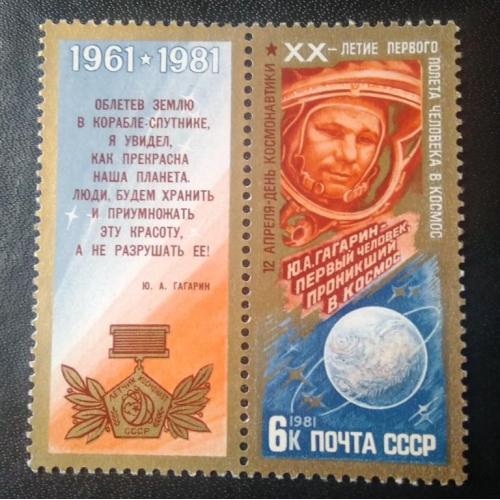 1961★1981
ОБЛЕТЕВ ЗЕМЛЮ
В КОРАБЛЕ-СПУТНИКЕ,
Я УВИДЕЛ,
КАК ПРЕКРАСНА
НАША ПЛАНЕТА.
ЛЮДИ, БУДЕМ ХРАНИТЬ
И ПРИУМНОЖАТЬ
ЭТУ КРАСОТУ,
А НЕ РАЗРУШАТЬ ЕЕ!
Ю. А. ГАГАРИН
ЛЕТЧИК КОСМОНАВТ
СССР
12 АПРЕЛЯ-ДЕНЬ КОСМОНАВТИКИ ★
XX-ЛЕТИЕ ПЕРВОГО
ПОЛЕТА ЧЕЛОВЕКА В КОСМОС
Ю.А.ГАГАРИН-
ПЕРВЫЙ ЧЕЛОВЕК,
ПРОНИКШИЙ
В КОСМОС
1981
6К ПОЧТА СССР